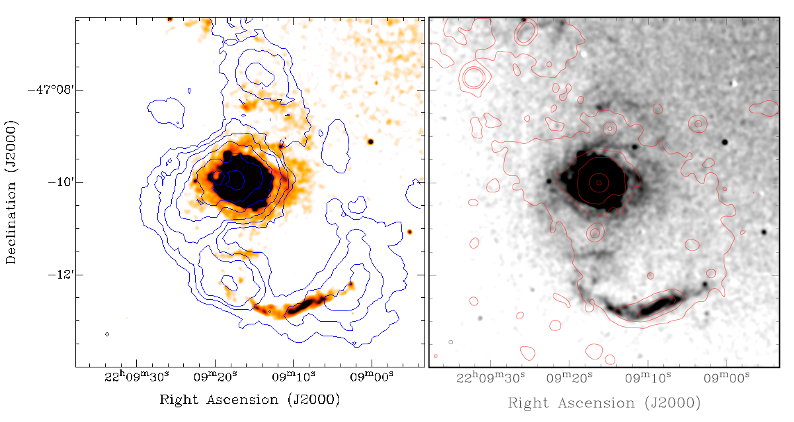 Declination (J2000)
−47°08′
−10′
−12′
22ʰ09ᵐ30ˢ 09ᵐ20ˢ 09ᵐ10ˢ 09ᵐ00ˢ
Right Ascension (J2000)
22ʰ09ᵐ30ˢ 09ᵐ20ˢ 09ᵐ10ˢ 09ᵐ00ˢ
Right Ascension (J2000)